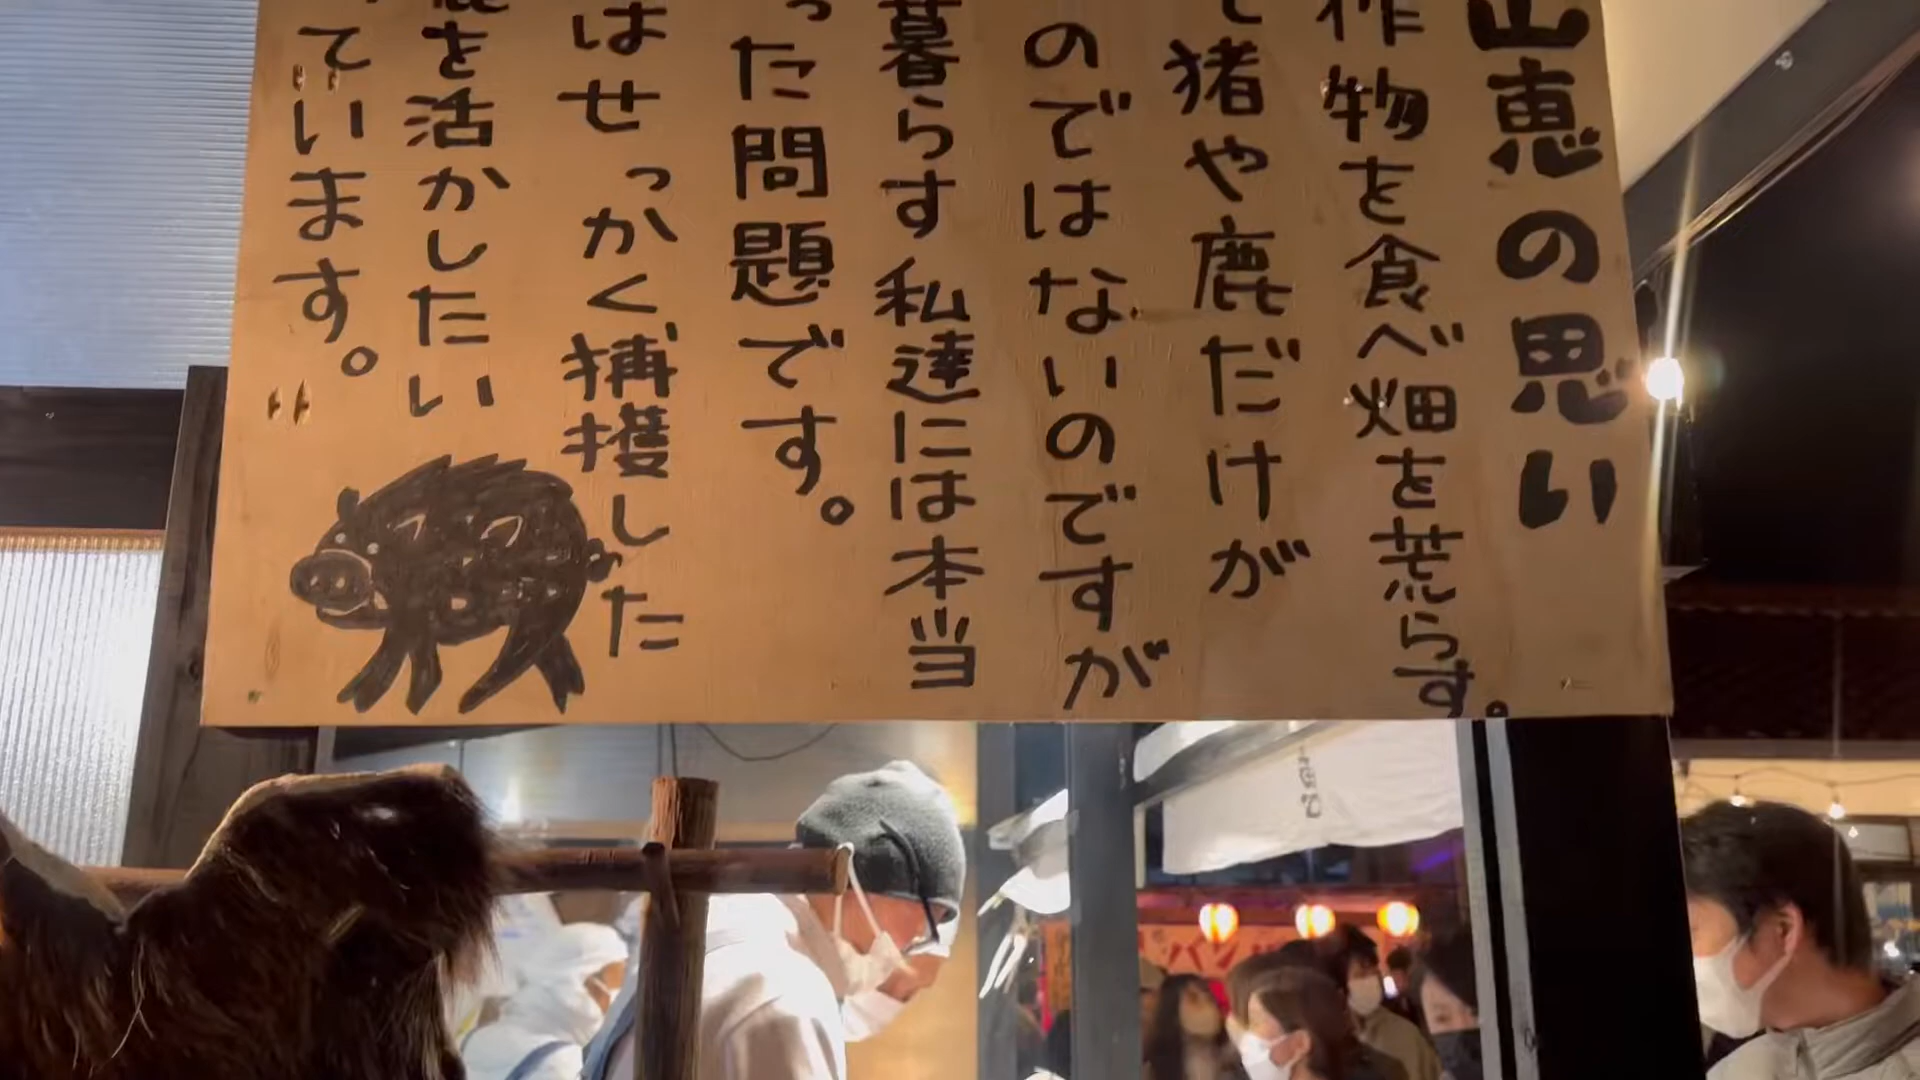 山恵の思い
作物を食べ畑を荒らす。
て猪や鹿だけが
のではないのですが
暮らす私達には本当
った問題です。
はせっかく捕獲した
鹿を活かしたい
ています。